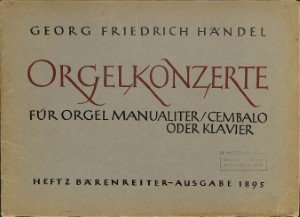 GEORG FRIEDRICH HÄNDEL
ORGELKONZERTE
FÜR ORGEL MANUALITER/CEMBALO
ODER KLAVIER
HEFT 2 BÄRENREITER-AUSGABE 1895